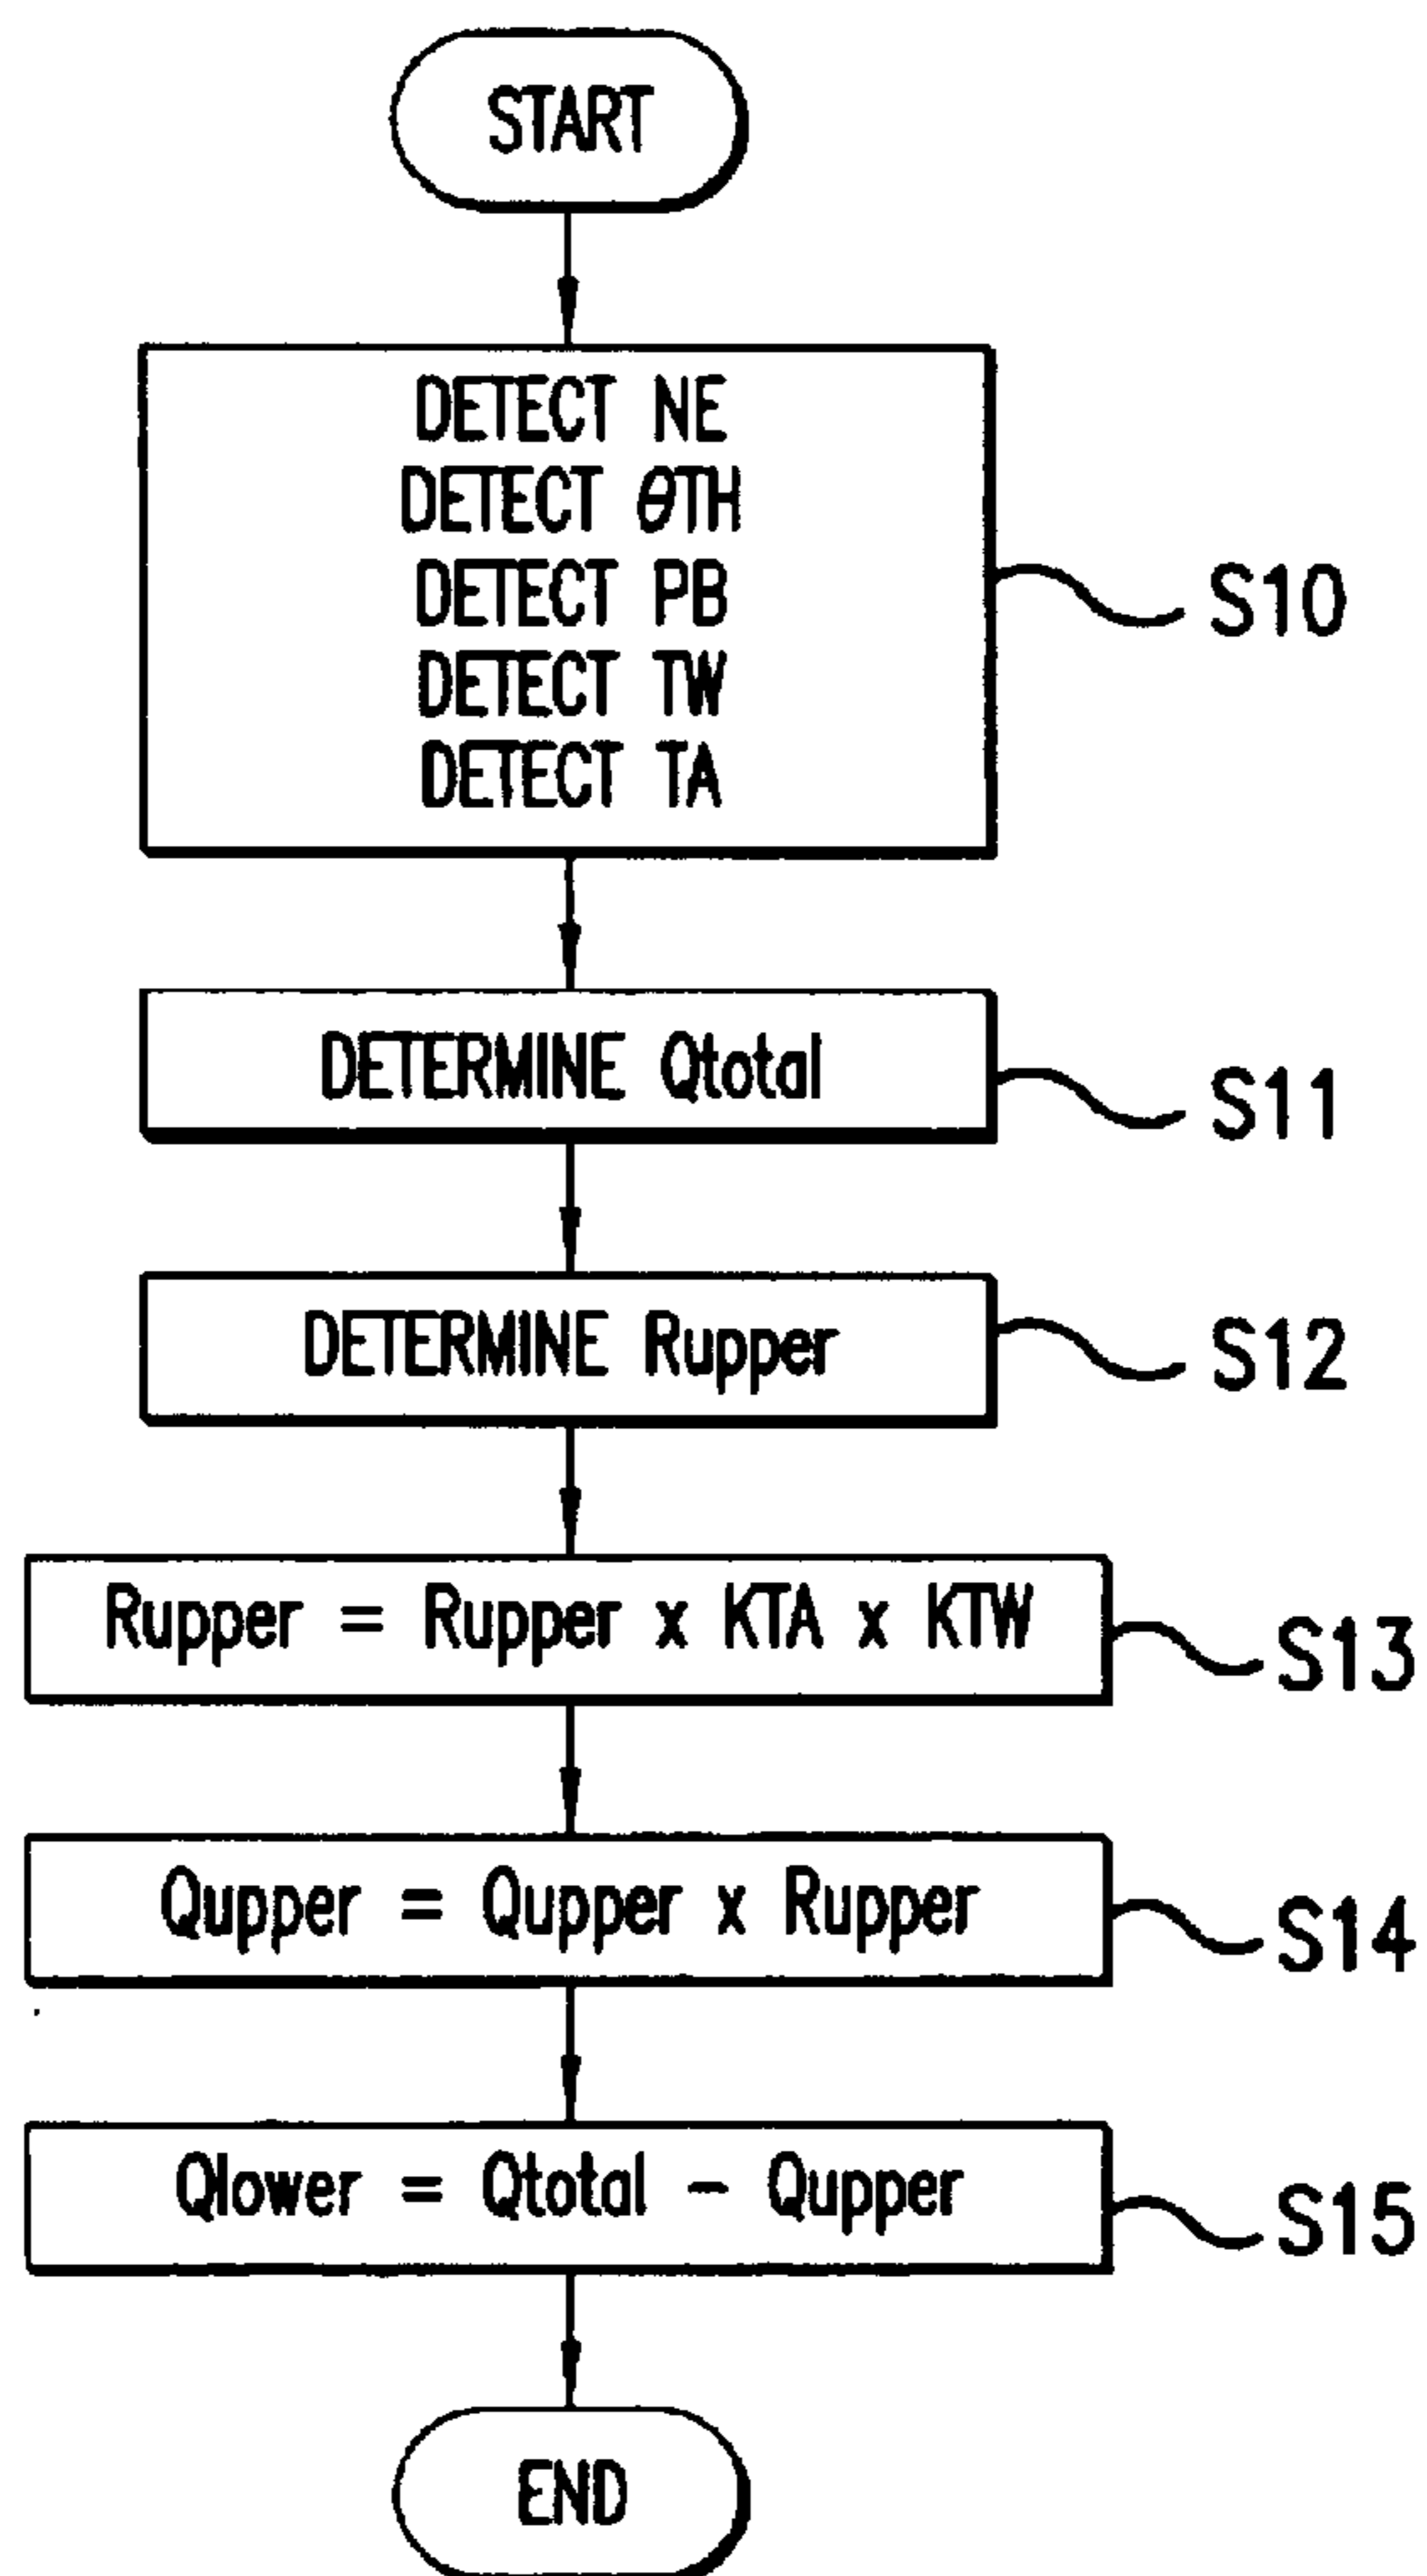 START
DETECT NE
DETECT θTH
DETECT PB
DETECT TW
DETECT TA
S10
DETERMINE Qtotal
S11
DETERMINE Rupper
S12
Rupper = Rupper x KTA x KTW
S13
Qupper = Qupper x Rupper
S14
Qlower = Qtotal - Qupper
S15
END